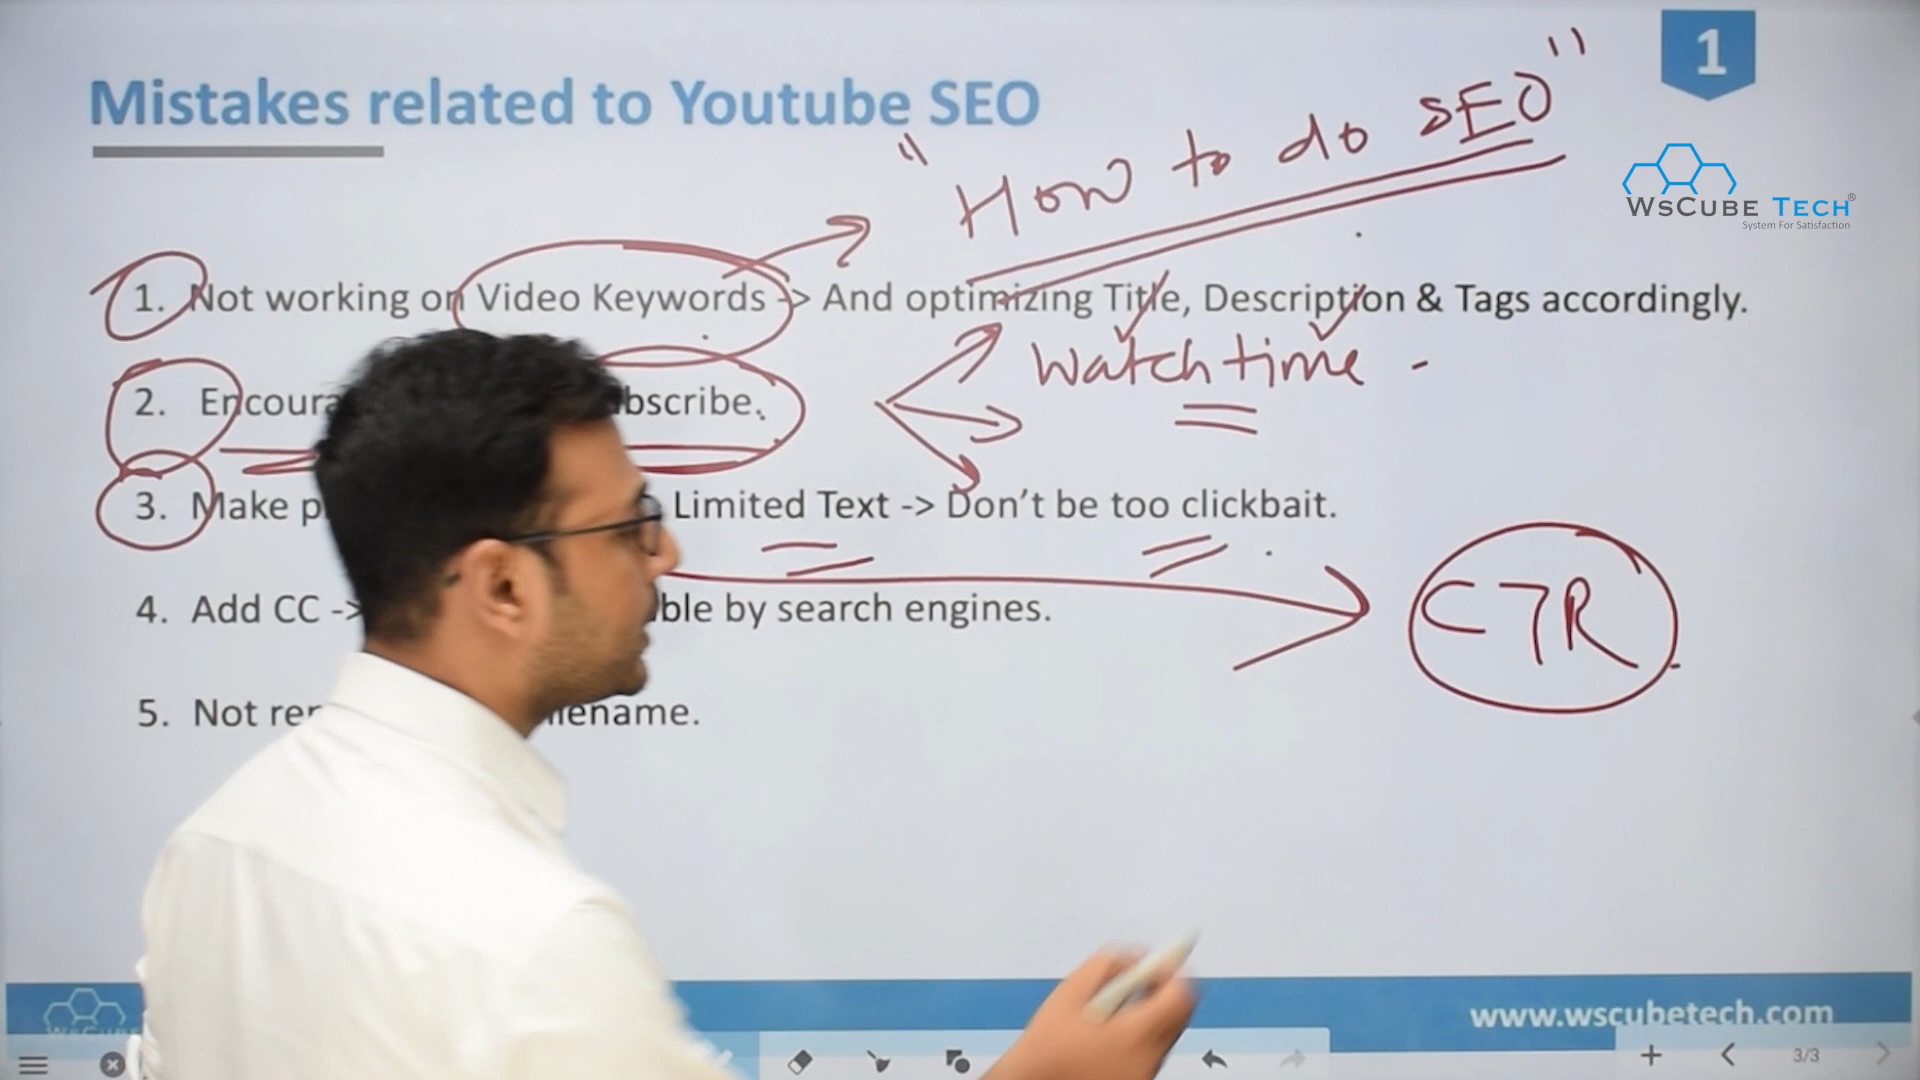 1
Mistakes related to Youtube SEO
" How to do SEO "
WSCUBE TECH®
System For Satisfaction
1. Not working on Video Keywords -> And optimizing Title, Description & Tags accordingly.
Watch time
2. Encoura bscribe.
3. Make p Limited Text -> Don't be too clickbait.
CTR
4. Add CC -> ble by search engines.
5. Not re ename.
www.wscubetech.com
WSCUBE
3/3